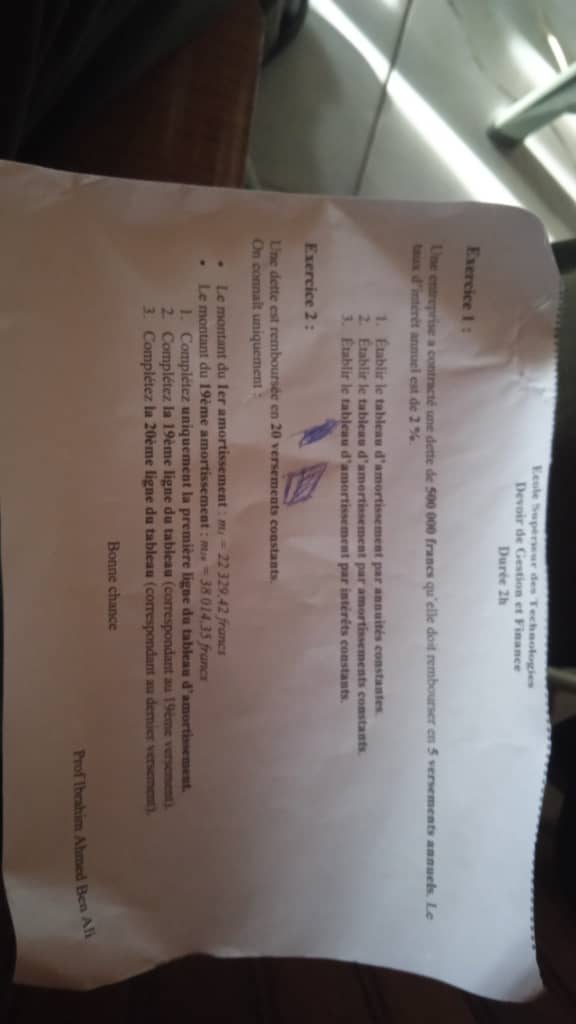 Ecole Supérieur des Technologies
Devoir de Gestion et Finance
Durée 2h
Exercice 1 :
Une entreprise a contracté une dette de 500 000 francs qu'elle doit rembourser en 5 versements annuels. Le
taux d'intérêt annuel est de 2 %.
1. Établir le tableau d'amortissement par annuités constantes.
2. Établir le tableau d'amortissement par amortissements constants.
3. Établir le tableau d'amortissement par intérêts constants.
Exercice 2 :
Une dette est remboursée en 20 versements constants.
On connaît uniquement :
• Le montant du 1er amortissement : m₁ = 22 329,42 francs
• Le montant du 19ème amortissement : m₁₉ = 38 014,35 francs
1. Complétez uniquement la première ligne du tableau d'amortissement.
2. Complétez la 19ème ligne du tableau (correspondant au 19ème versement).
3. Complétez la 20ème ligne du tableau (correspondant au dernier versement).
Bonne chance
Prof Ibrahim Ahmed Ben Ali